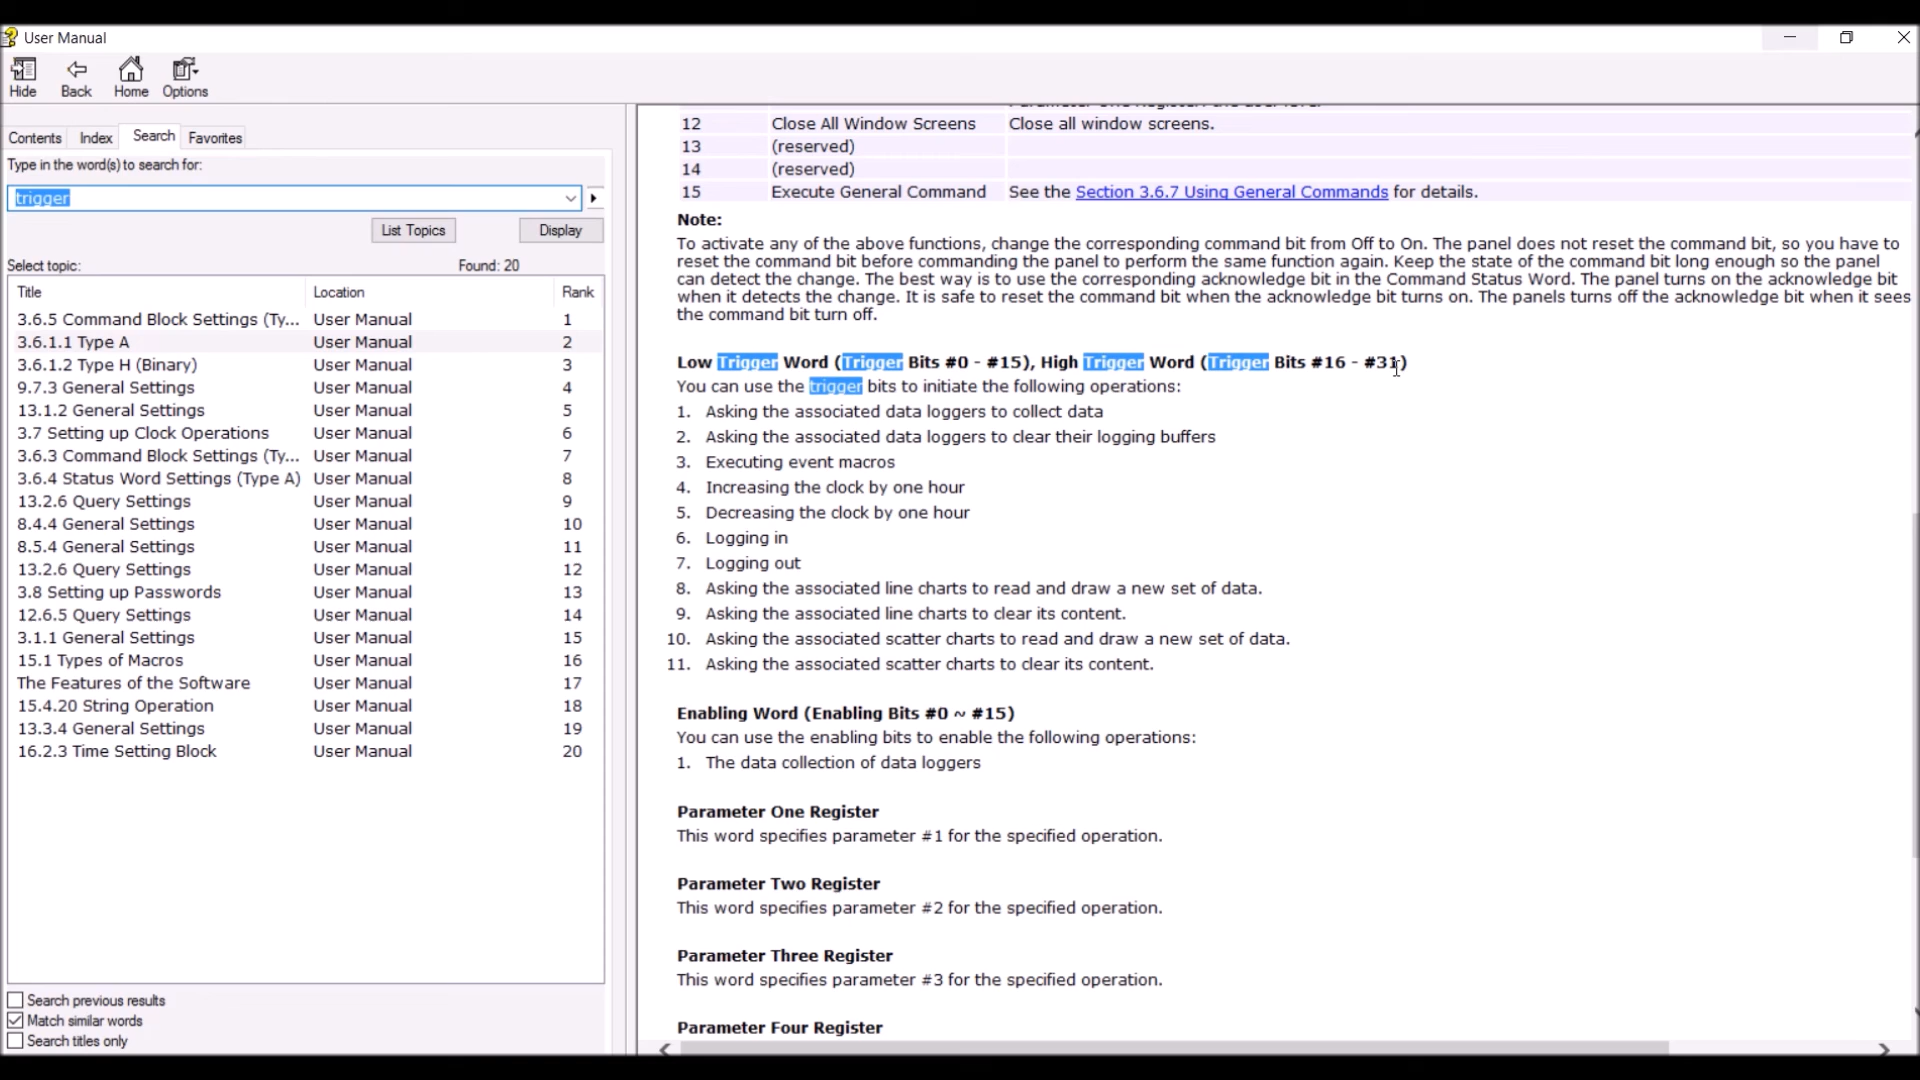 User Manual
Hide Back Home Options
Contents Index Search Favorites
Type in the word(s) to search for:
trigger
List Topics Display
Select topic: Found: 20
Title Location Rank
3.6.5 Command Block Settings (Ty... User Manual 1
3.6.1.1 Type A User Manual 2
3.6.1.2 Type H (Binary) User Manual 3
9.7.3 General Settings User Manual 4
13.1.2 General Settings User Manual 5
3.7 Setting up Clock Operations User Manual 6
3.6.3 Command Block Settings (Ty... User Manual 7
3.6.4 Status Word Settings (Type A) User Manual 8
13.2.6 Query Settings User Manual 9
8.4.4 General Settings User Manual 10
8.5.4 General Settings User Manual 11
13.2.6 Query Settings User Manual 12
3.8 Setting up Passwords User Manual 13
12.6.5 Query Settings User Manual 14
3.1.1 General Settings User Manual 15
15.1 Types of Macros User Manual 16
The Features of the Software User Manual 17
15.4.20 String Operation User Manual 18
13.3.4 General Settings User Manual 19
16.2.3 Time Setting Block User Manual 20
Search previous results
Match similar words
Search titles only
12 Close All Window Screens Close all window screens.
13 (reserved)
14 (reserved)
15 Execute General Command See the Section 3.6.7 Using General Commands for details.
Note:
To activate any of the above functions, change the corresponding command bit from Off to On. The panel does not reset the command bit, so you have to
reset the command bit before commanding the panel to perform the same function again. Keep the state of the command bit long enough so the panel
can detect the change. The best way is to use the corresponding acknowledge bit in the Command Status Word. The panel turns on the acknowledge bit
when it detects the change. It is safe to reset the command bit when the acknowledge bit turns on. The panels turns off the acknowledge bit when it sees
the command bit turn off.
Low Trigger Word (Trigger Bits #0 - #15), High Trigger Word (Trigger Bits #16 - #31)
You can use the trigger bits to initiate the following operations:
1. Asking the associated data loggers to collect data
2. Asking the associated data loggers to clear their logging buffers
3. Executing event macros
4. Increasing the clock by one hour
5. Decreasing the clock by one hour
6. Logging in
7. Logging out
8. Asking the associated line charts to read and draw a new set of data.
9. Asking the associated line charts to clear its content.
10. Asking the associated scatter charts to read and draw a new set of data.
11. Asking the associated scatter charts to clear its content.
Enabling Word (Enabling Bits #0 ~ #15)
You can use the enabling bits to enable the following operations:
1. The data collection of data loggers
Parameter One Register
This word specifies parameter #1 for the specified operation.
Parameter Two Register
This word specifies parameter #2 for the specified operation.
Parameter Three Register
This word specifies parameter #3 for the specified operation.
Parameter Four Register